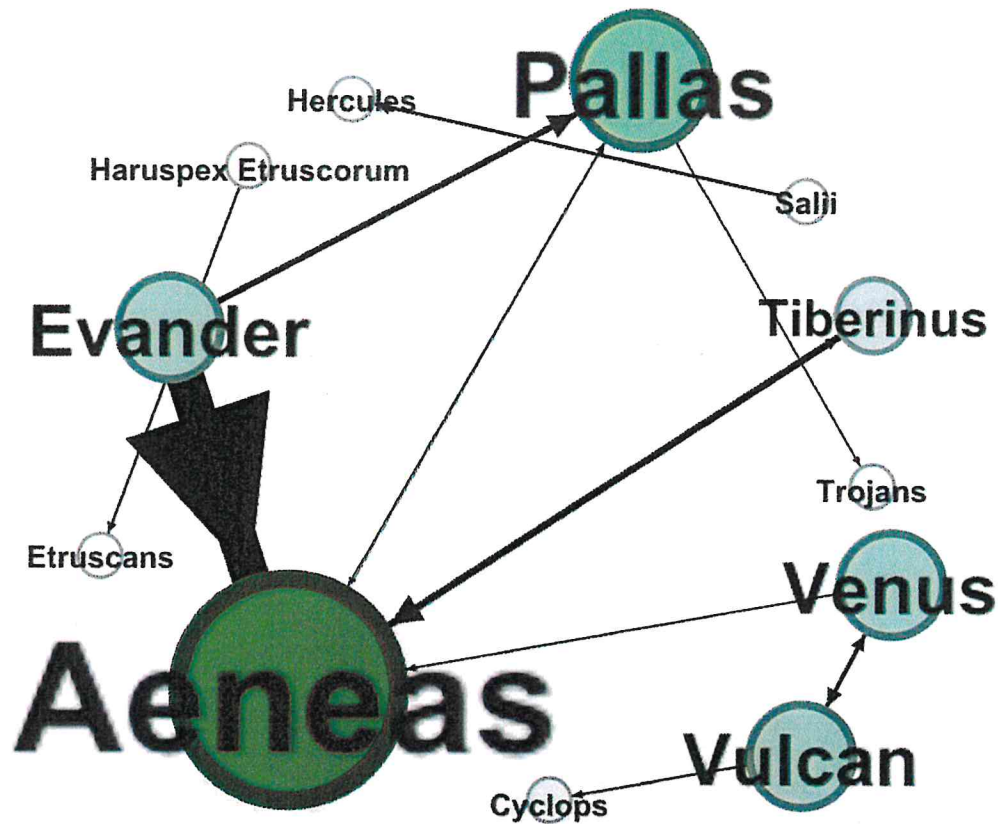 Pallas
Hercules
Haruspex Etruscorum
Salii
Evander
Tiberinus
Trojans
Etruscans
Venus
Aeneas
Vulcan
Cyclops